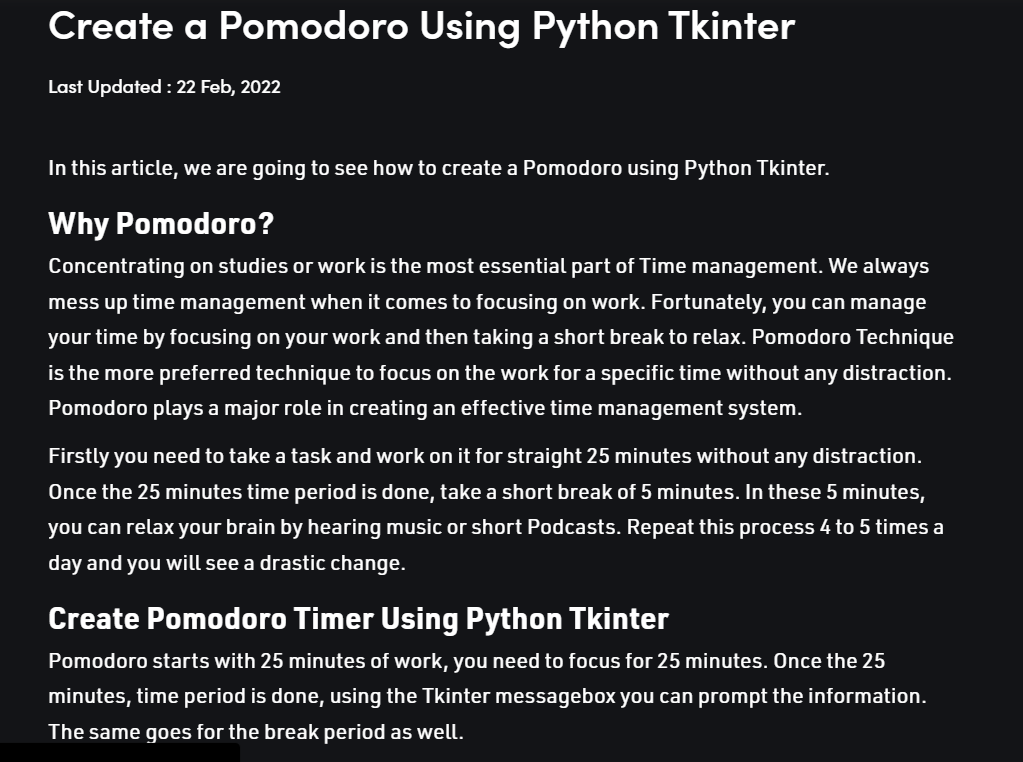 Create a Pomodoro Using Python Tkinter
Last Updated : 22 Feb, 2022
In this article, we are going to see how to create a Pomodoro using Python Tkinter.
Why Pomodoro?
Concentrating on studies or work is the most essential part of Time management. We always
mess up time management when it comes to focusing on work. Fortunately, you can manage
your time by focusing on your work and then taking a short break to relax. Pomodoro Technique
is the more preferred technique to focus on the work for a specific time without any distraction.
Pomodoro plays a major role in creating an effective time management system.
Firstly you need to take a task and work on it for straight 25 minutes without any distraction.
Once the 25 minutes time period is done, take a short break of 5 minutes. In these 5 minutes,
you can relax your brain by hearing music or short Podcasts. Repeat this process 4 to 5 times a
day and you will see a drastic change.
Create Pomodoro Timer Using Python Tkinter
Pomodoro starts with 25 minutes of work, you need to focus for 25 minutes. Once the 25
minutes, time period is done, using the Tkinter messagebox you can prompt the information.
The same goes for the break period as well.